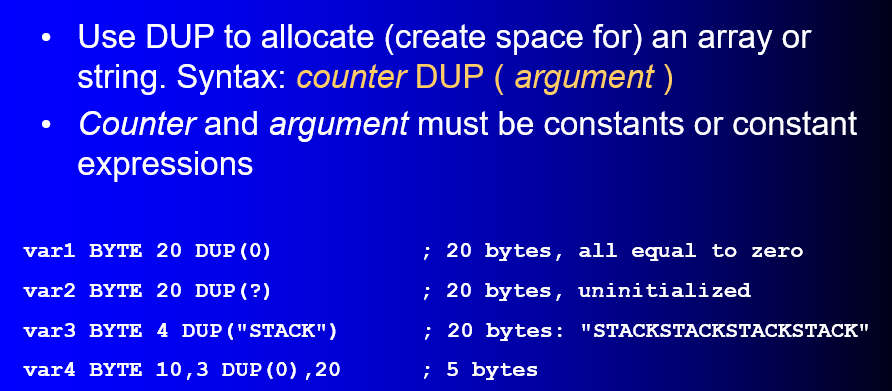 • Use DUP to allocate (create space for) an array or
string. Syntax: counter DUP ( argument )
• Counter and argument must be constants or constant
expressions
var1 BYTE 20 DUP(0) ; 20 bytes, all equal to zero
var2 BYTE 20 DUP(?) ; 20 bytes, uninitialized
var3 BYTE 4 DUP("STACK") ; 20 bytes: "STACKSTACKSTACKSTACK"
var4 BYTE 10,3 DUP(0),20 ; 5 bytes